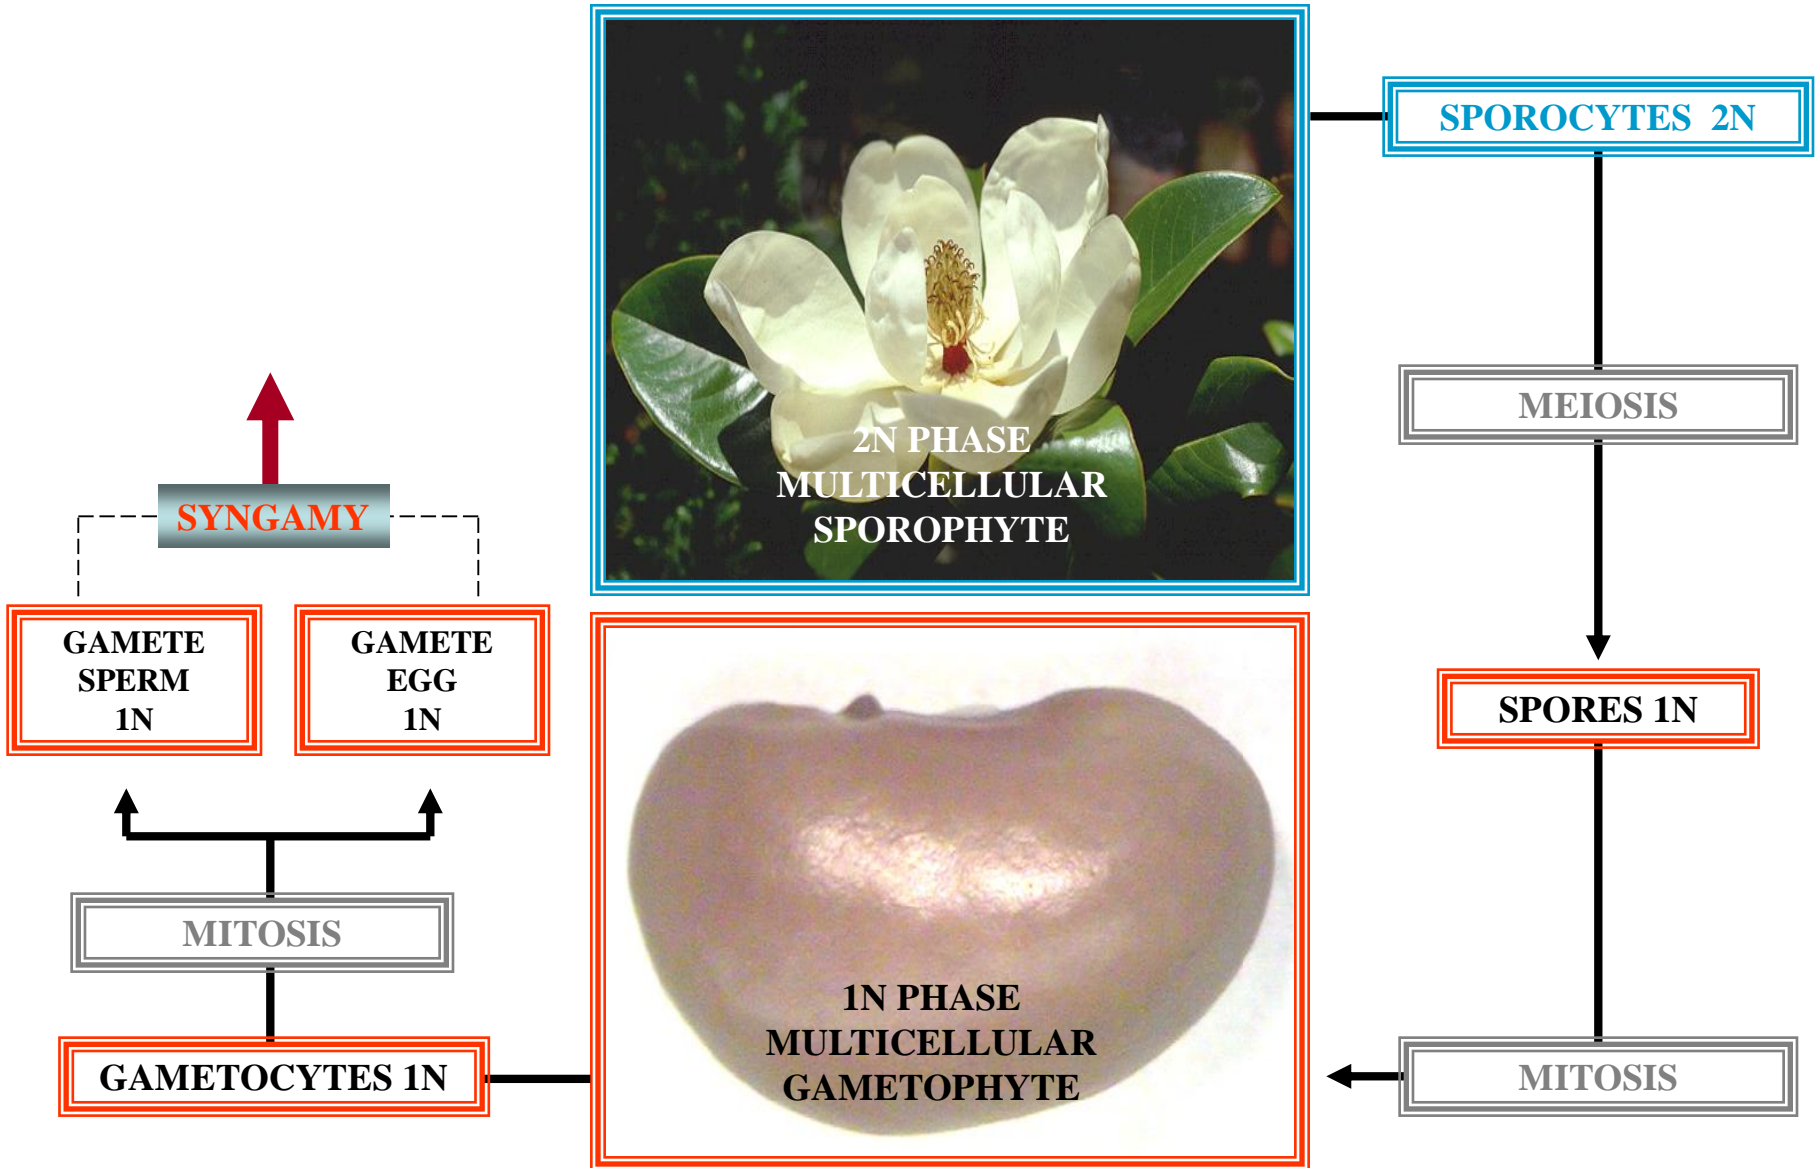 SPOROCYTES  2N
MEIOSIS
SPORES 1N
MITOSIS
2N PHASE
MULTICELLULAR
SPOROPHYTE
1N PHASE
MULTICELLULAR
GAMETOPHYTE
GAMETOCYTES 1N
MITOSIS
GAMETE
SPERM
1N
GAMETE
EGG
1N
SYNGAMY